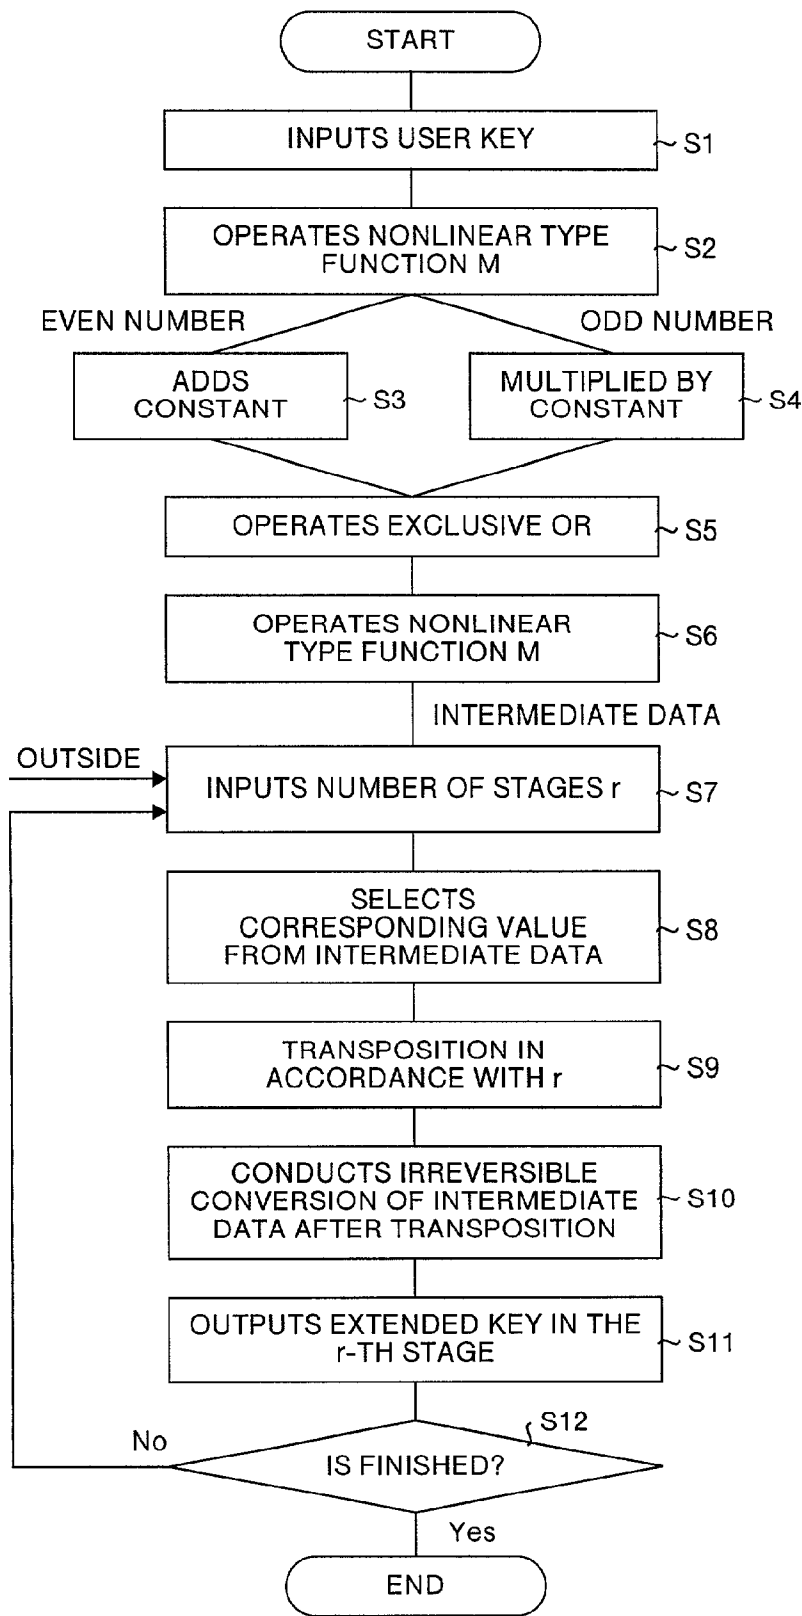 START
INPUTS USER KEY
S1
OPERATES NONLINEAR TYPE
FUNCTION M
S2
EVEN NUMBER
ODD NUMBER
ADDS
CONSTANT
S3
MULTIPLIED BY
CONSTANT
S4
OPERATES EXCLUSIVE OR
S5
OPERATES NONLINEAR
TYPE FUNCTION M
S6
INTERMEDIATE DATA
OUTSIDE
INPUTS NUMBER OF STAGES r
S7
SELECTS
CORRESPONDING VALUE
FROM INTERMEDIATE DATA
S8
TRANSPOSITION IN
ACCORDANCE WITH r
S9
CONDUCTS IRREVERSIBLE
CONVERSION OF INTERMEDIATE
DATA AFTER TRANSPOSITION
S10
OUTPUTS EXTENDED KEY IN THE
r-TH STAGE
S11
S12
No
IS FINISHED?
Yes
END